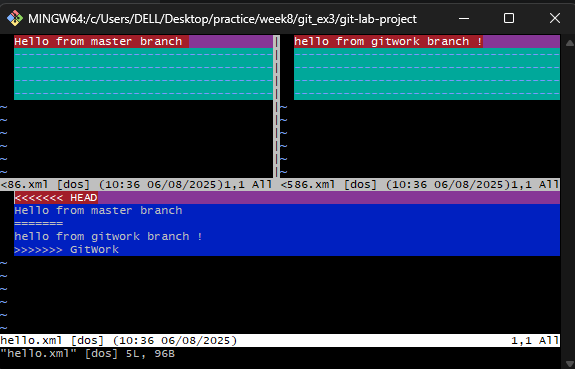 MINGW64:/c/Users/DELL/Desktop/practice/week8/git_ex3/git-lab-project
Hello from master branch
~
~
~
~
~
~
<86.xml [dos] (10:36 06/08/2025)1,1 All
hello from gitwork branch !
~
~
~
~
~
~
<586.xml [dos] (10:36 06/08/2025)1,1 All
<<<<<<< HEAD
Hello from master branch
=======
hello from gitwork branch !
>>>>>>> GitWork
~
~
~
~
~
~
hello.xml [dos] (10:36 06/08/2025) 1,1 All
"hello.xml" [dos] 5L, 96B